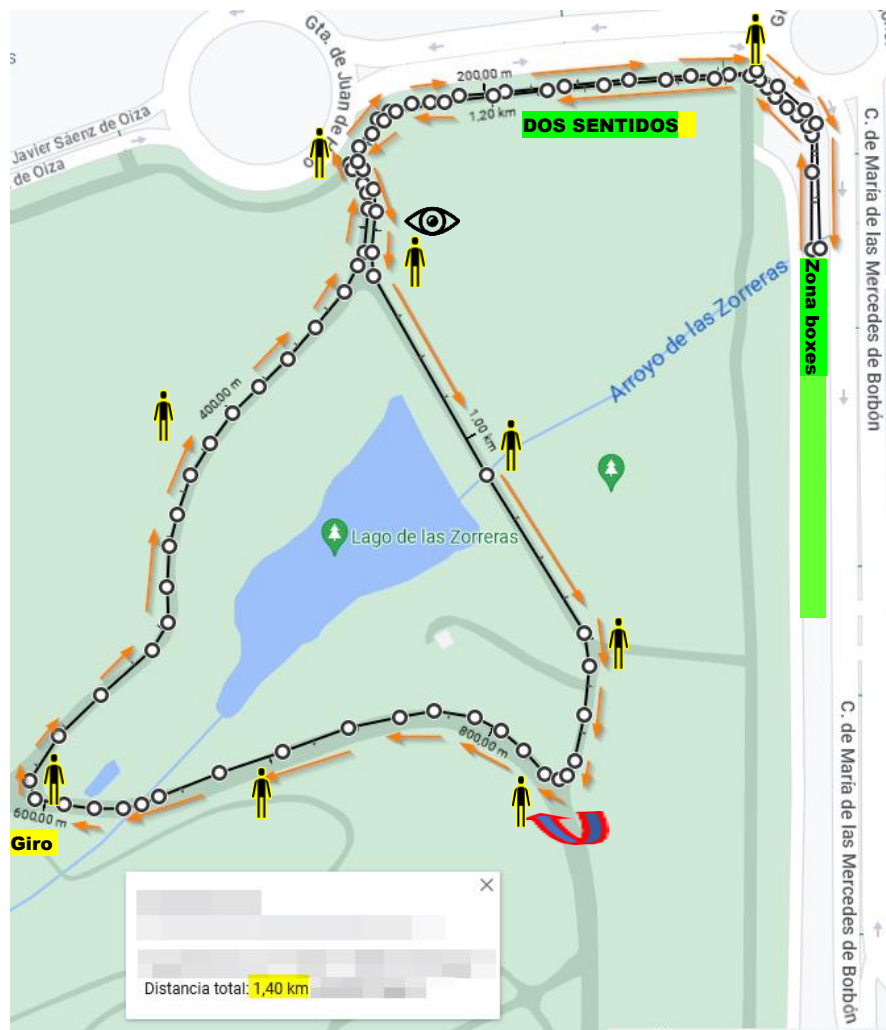 s
Gta. de Juan de
200,00 m
1,20 km
DOS SENTIDOS
Javier Sáenz de Oiza
de Oiza
C. de María de las Mercedes de Borbón
Arroyo de las Zorreras
Zona boxes
400,00 m
1,00 km
Lago de las Zorreras
800,00 m
600,00 m
Giro
C. de María de las Mercedes de Borbón
Distancia total: 1,40 km